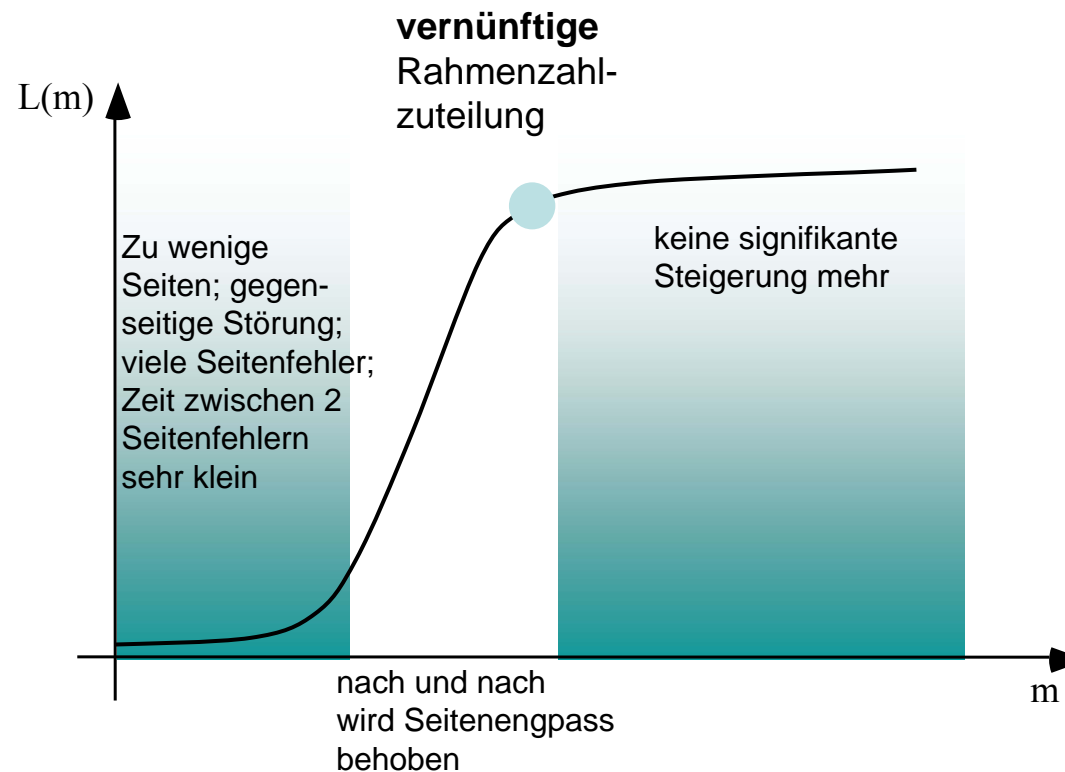 vernünftige
Rahmenzahl-
zuteilung
L(m)
Zu wenige
Seiten; gegen-
seitige Störung;
viele Seitenfehler;
Zeit zwischen 2
Seitenfehlern
sehr klein
keine signifikante
Steigerung mehr
m
nach und nach
wird Seitenengpass
behoben